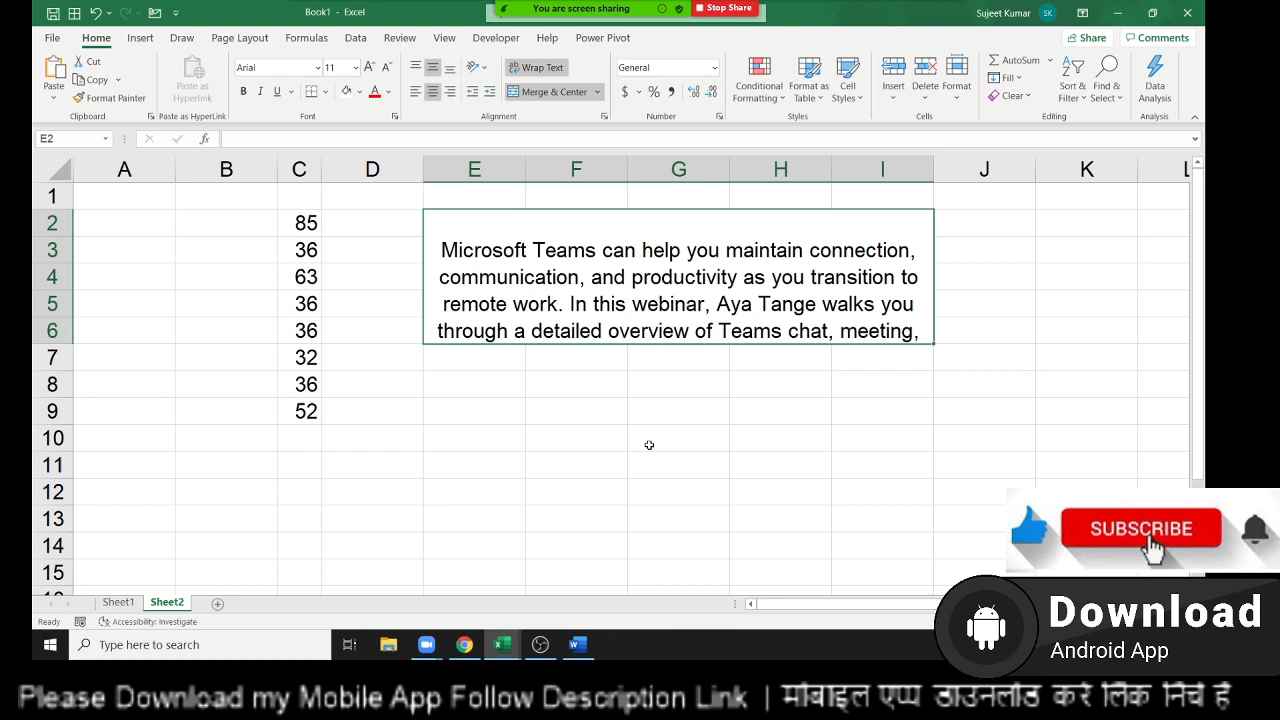 Book1 - Excel
You are screen sharing
Stop Share
Sujeet Kumar
SK
File Home Insert Draw Page Layout Formulas Data Review View Developer Help Power Pivot
Share
Comments
Paste
Cut
Copy
Format Painter
Clipboard
Paste as Hyperlink
Paste as HyperLink
Arial
11
B I U
Font
Wrap Text
Merge & Center
Alignment
General
$ % ,
Number
Conditional Formatting
Format as Table
Cell Styles
Styles
Insert
Delete
Format
Cells
AutoSum
Fill
Clear
Sort & Filter
Find & Select
Editing
Data Analysis
Analysis
E2
fx
A B C D E F G H I J K L
1
2 85
3 36 Microsoft Teams can help you maintain connection,
4 63 communication, and productivity as you transition to
5 36 remote work. In this webinar, Aya Tange walks you
6 36 through a detailed overview of Teams chat, meeting,
7 32
8 36
9 52
10
11
12
13
14
15
SUBSCRIBE
Sheet1
Sheet2
Ready
Accessibility: Investigate
Type here to search
Download
Android App
Please Download my Mobile App Follow Description Link | मोबाइल एप्प डाउनलोड करे लिंक निचे है